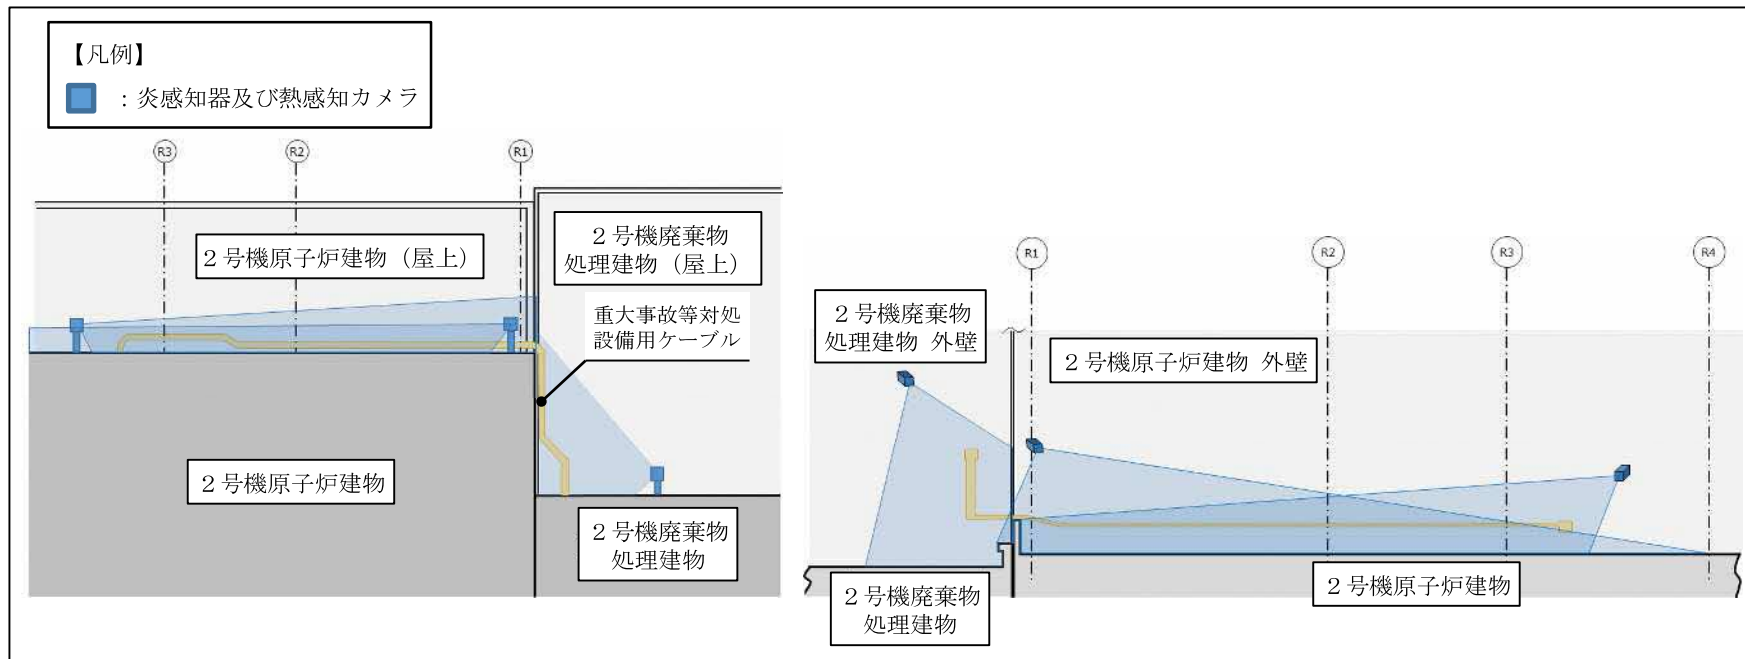 【凡例】
：炎感知器及び熱感知カメラ
R3
R2
R1
２号機原子炉建物（屋上）
２号機廃棄物
処理建物（屋上）
重大事故等対処
設備用ケーブル
２号機原子炉建物
２号機廃棄物
処理建物
R1
R2
R3
R4
２号機廃棄物
処理建物 外壁
２号機原子炉建物 外壁
２号機廃棄物
処理建物
２号機原子炉建物